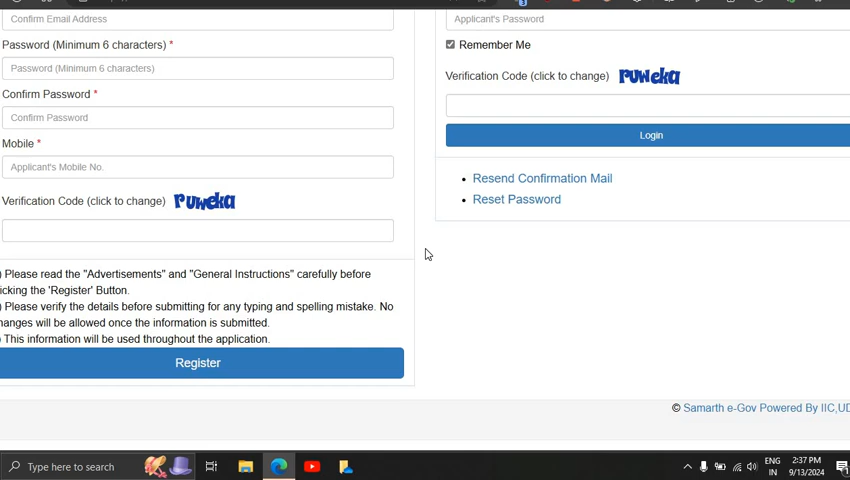 Confirm Email Address
Password (Minimum 6 characters) *
Password (Minimum 6 characters)
Confirm Password *
Confirm Password
Mobile *
Applicant's Mobile No.
Verification Code (click to change) ruweka
) Please read the "Advertisements" and "General Instructions" carefully before
icking the 'Register' Button.
) Please verify the details before submitting for any typing and spelling mistake. No
anges will be allowed once the information is submitted.
) This information will be used throughout the application.
Register
Applicant's Password
Remember Me
Verification Code (click to change) ruweka
Login
Resend Confirmation Mail
Reset Password
© Samarth e-Gov Powered By IIC,UD
Type here to search
ENG
IN
2:37 PM
9/13/2024